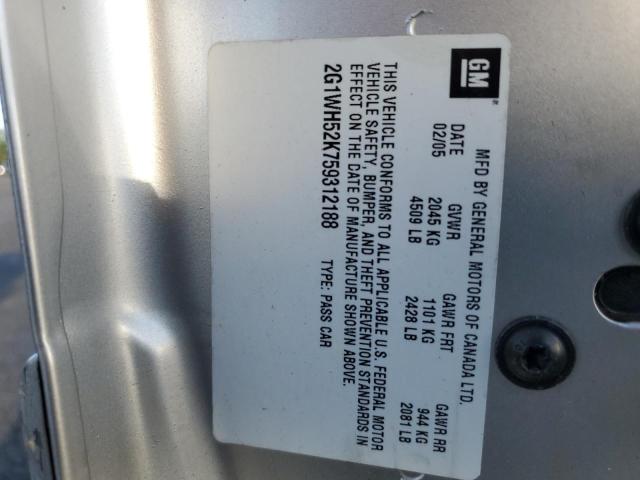 GM
MFD BY GENERAL MOTORS OF CANADA LTD.
DATE GVWR GAWR FRT GAWR RR
02/05 2045 KG 1101 KG 944 KG
4509 LB 2428 LB 2081 LB
THIS VEHICLE CONFORMS TO ALL APPLICABLE U.S. FEDERAL MOTOR
VEHICLE SAFETY, BUMPER, AND THEFT PREVENTION STANDARDS IN
EFFECT ON THE DATE OF MANUFACTURE SHOWN ABOVE.
2G1WH52K759312188 TYPE: PASS CAR